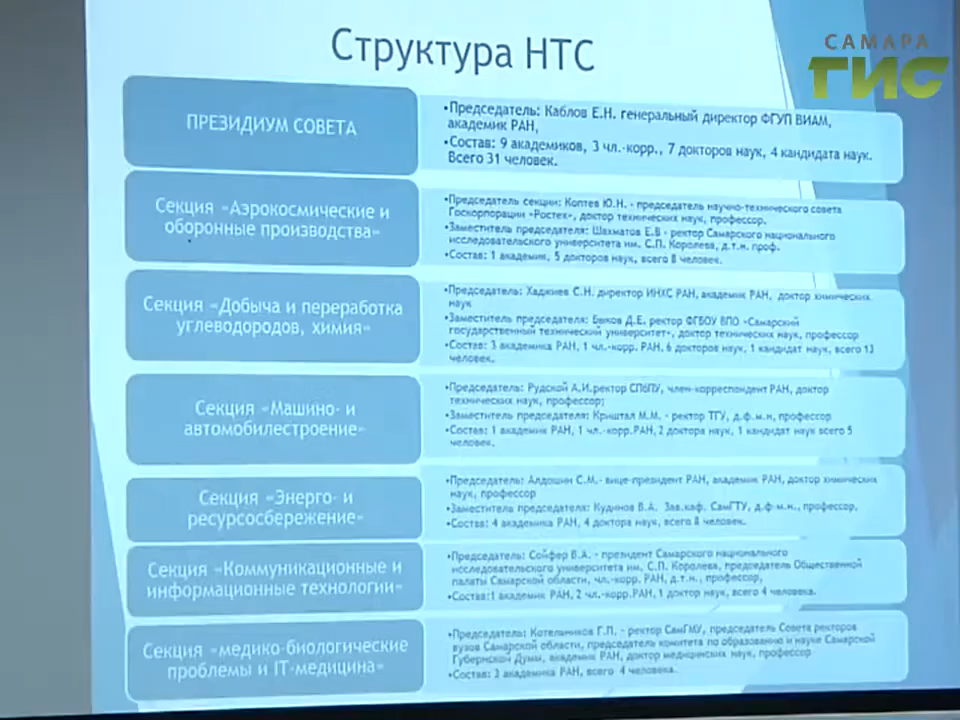 Структура НТС
САМАРА
ГИС
ПРЕЗИДИУМ СОВЕТА
•Председатель: Каблов Е.Н. генеральный директор ФГУП ВИАМ,
академик РАН,
•Состав: 9 академиков, 3 чл.-корр., 7 докторов наук, 4 кандидата наук.
Всего 31 человек.
Секция «Аэрокосмические и
оборонные производства»
•Председатель секции: Коптев Ю.Н. - председатель научно-технического совета
Госкорпорации «Ростех», доктор технических наук, профессор.
•Заместитель председателя: Шахматов Е.В - ректор Самарского национального
исследовательского университета им. С.П. Королева, д.т.н. проф.
•Состав: 1 академик, 5 докторов наук, всего 8 человек.
Секция «Добыча и переработка
углеводородов, химия»
•Председатель: Хаджиев С.Н. директор ИНХС РАН, академик РАН, доктор химических
наук
•Заместитель председателя: Быков Д.Е. ректор ФГБОУ ВПО «Самарский
государственный технический университет», доктор технических наук, профессор
•Состав: 3 академика РАН, 1 чл.-корр. РАН, 6 докторов наук, 1 кандидат наук, всего 13
человек.
Секция «Машино- и
автомобилестроение»
•Председатель: Рудской А.И.ректор СПбПУ, член-корреспондент РАН, доктор
технических наук, профессор;
•Заместитель председателя: Криштал М.М. - ректор ТГУ, д.ф.м.н, профессор
•Состав: 1 академик РАН, 1 чл.-корр.РАН, 2 доктора наук, 1 кандидат наук всего 5
человек.
Секция «Энерго- и
ресурсосбережение»
•Председатель: Алдошин С.М.- вице-президент РАН, академик РАН, доктор химических
наук, профессор
•Заместитель председателя: Кудинов В.А. Зав.каф. СамГТУ, д.ф-м.н., профессор,
•Состав: 4 академика РАН, 4 доктора наук, всего 8 человек.
Секция «Коммуникационные и
информационные технологии»
•Председатель: Сойфер В.А. - президент Самарского национального
исследовательского университета им. С.П. Королева, председатель Общественной
палаты Самарской области, чл.-корр. РАН, д.т.н., профессор,
•Состав:1 академик РАН, 2 чл.-корр.РАН, 1 доктор наук, всего 4 человека.
Секция «медико-биологические
проблемы и IT-медицина»
•Председатель: Котельников Г.П. - ректор СамГМУ, председатель Совета ректоров
вузов Самарской области, председатель комитета по образованию и науке Самарской
Губернской Думы, академик РАН, доктор медицинских наук, профессор
•Состав: 3 академика РАН, всего 4 человека.